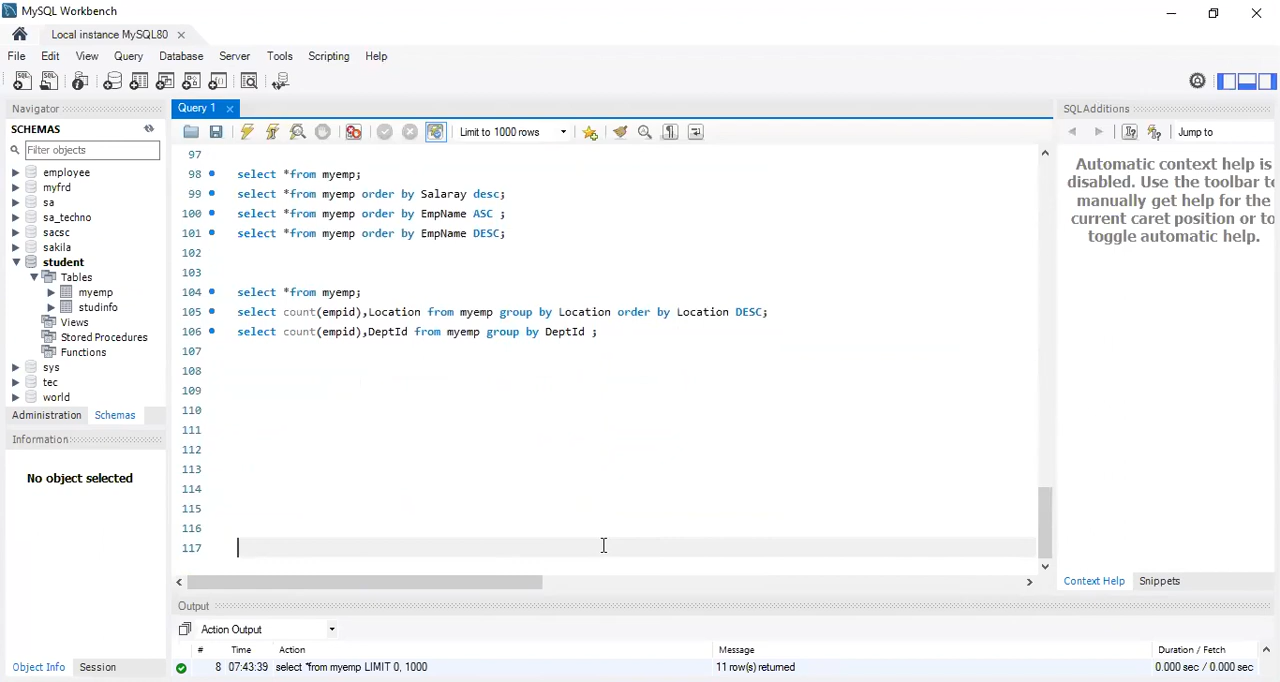 MySQL Workbench
Local instance MySQL80
File Edit View Query Database Server Tools Scripting Help
Navigator
SCHEMAS
Filter objects
employee
myfrd
sa
sa_techno
sacsc
sakila
student
Tables
myemp
studinfo
Views
Stored Procedures
Functions
sys
tec
world
Administration Schemas
Information
No object selected
Object Info Session
Query 1
Limit to 1000 rows
97
98 select *from myemp;
99 select *from myemp order by Salaray desc;
100 select *from myemp order by EmpName ASC ;
101 select *from myemp order by EmpName DESC;
102
103
104 select *from myemp;
105 select count(empid),Location from myemp group by Location order by Location DESC;
106 select count(empid),DeptId from myemp group by DeptId ;
107
108
109
110
111
112
113
114
115
116
117
SQLAdditions
Jump to
Automatic context help is
disabled. Use the toolbar to
manually get help for the
current caret position or to
toggle automatic help.
Context Help Snippets
Output
Action Output
# Time Action Message Duration / Fetch
8 07:43:39 select *from myemp LIMIT 0, 1000 11 row(s) returned 0.000 sec / 0.000 sec